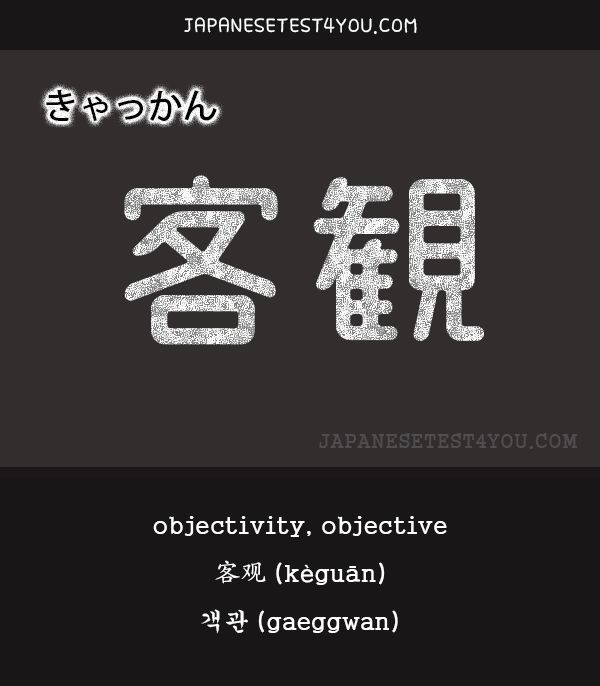 JAPANESETEST4YOU.COM
きゃっかん
客観
JAPANESETEST4YOU.COM
objectivity, objective
客观 (kèguān)
객관 (gaeggwan)